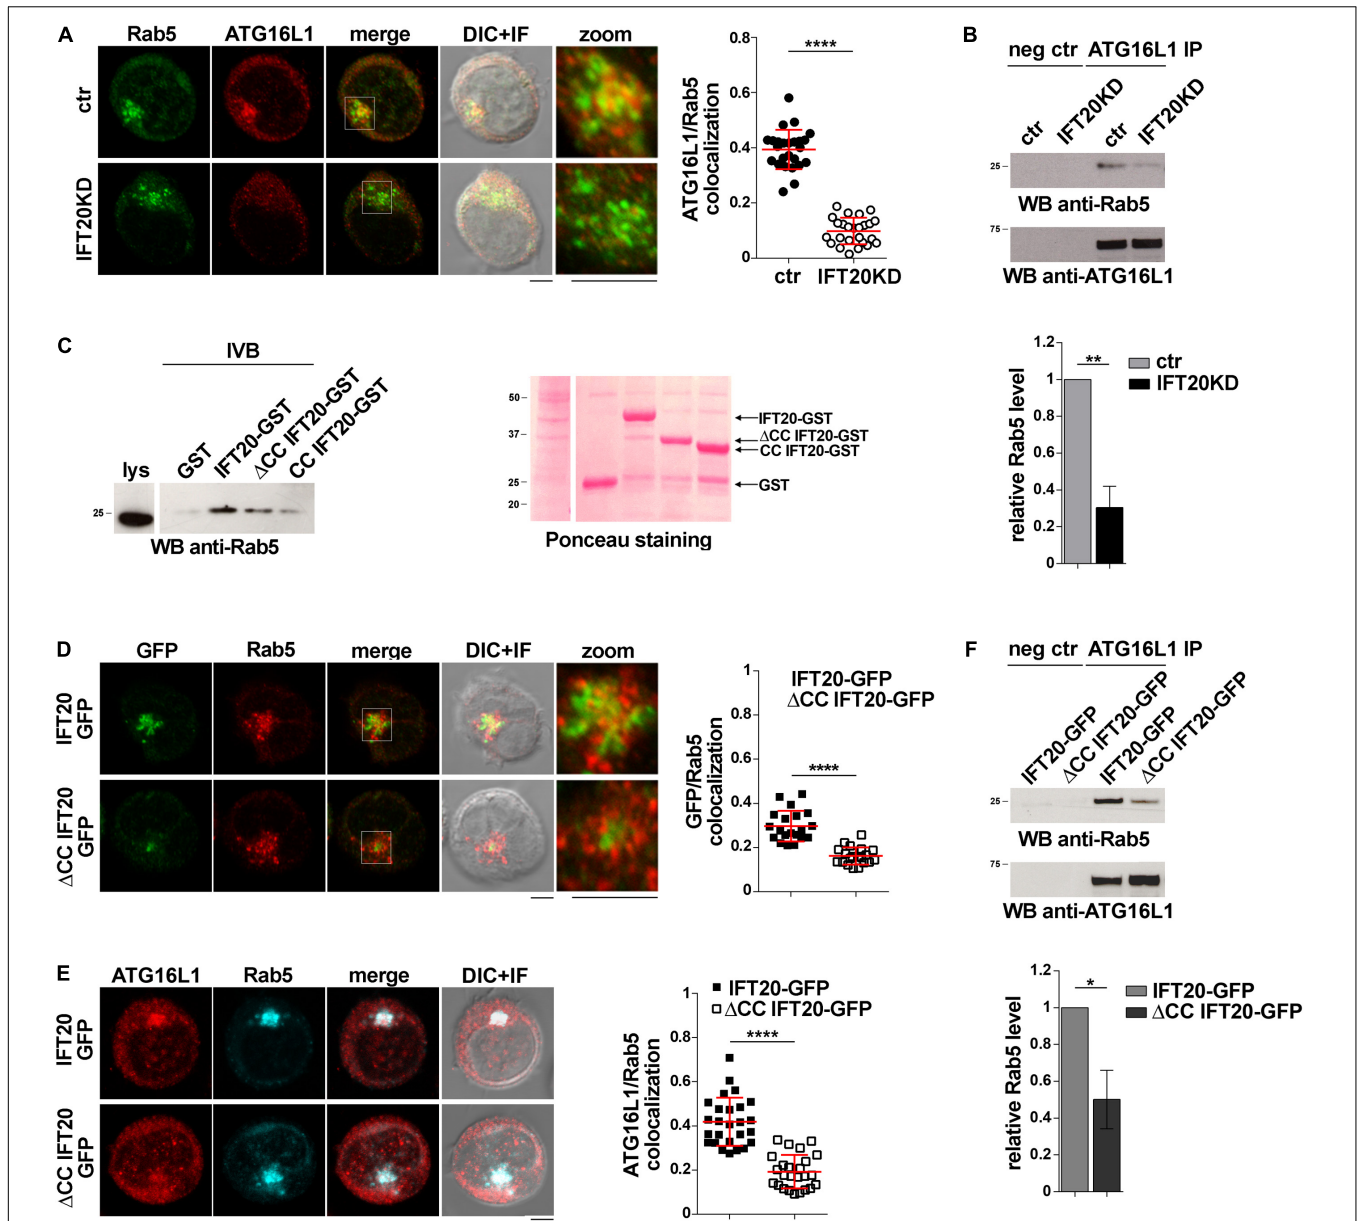 A
Rab5 ATG16L1 merge DIC+IF zoom
ctr
IFT20KD
ATG16L1/Rab5
colocalization
0.8
0.6
0.4
0.2
0
****
ctr IFT20KD
B
neg ctr ATG16L1 IP
ctr IFT20KD ctr IFT20KD
25
WB anti-Rab5
75
WB anti-ATG16L1
relative Rab5 level
1.2
1
0.8
0.6
0.4
0.2
0
**
ctr
IFT20KD
C
IVB
lys GST IFT20-GST ΔCC IFT20-GST CC IFT20-GST
25
WB anti-Rab5
50
37
25
20
IFT20-GST
ΔCC IFT20-GST
CC IFT20-GST
GST
Ponceau staining
D
GFP Rab5 merge DIC+IF zoom
IFT20
GFP
ΔCC IFT20
GFP
GFP/Rab5
colocalization
1
0.8
0.6
0.4
0.2
0
IFT20-GFP
ΔCC IFT20-GFP
****
E
ATG16L1 Rab5 merge DIC+IF
IFT20
GFP
ΔCC IFT20
GFP
ATG16L1/Rab5
colocalization
1
0.8
0.6
0.4
0.2
0
IFT20-GFP
ΔCC IFT20-GFP
****
F
neg ctr ATG16L1 IP
IFT20-GFP ΔCC IFT20-GFP IFT20-GFP ΔCC IFT20-GFP
25
WB anti-Rab5
75
WB anti-ATG16L1
relative Rab5 level
1.2
1
0.8
0.6
0.4
0.2
0
*
IFT20-GFP
ΔCC IFT20-GFP